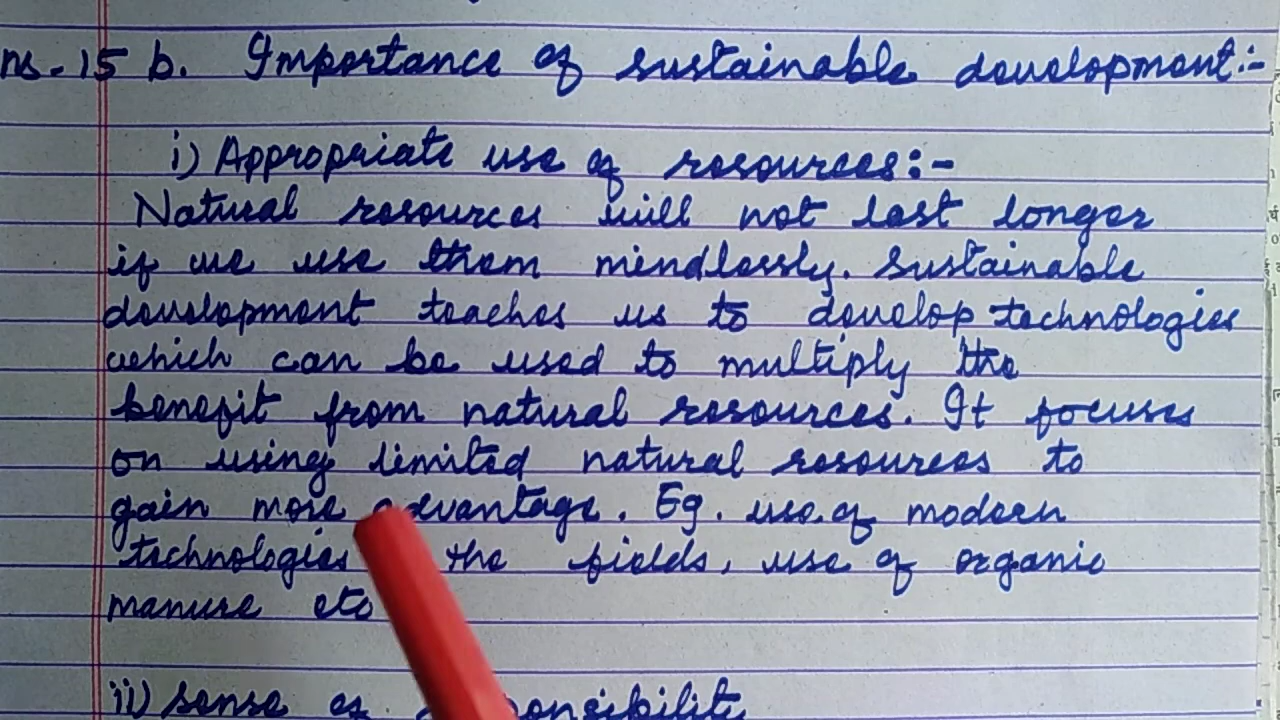 ns. 15 b. Importance of sustainable development:-
i) Appropriate use of resources:-
Natural resources will not last longer
if we use them mindlessly. Sustainable
development teaches us to develop technologies
which can be used to multiply the
benefit from natural resources. It focuses
on using limited natural resources to
gain more advantage. Eg. use of modern
technologies the fields, use of organic
manure etc
ii) sense of